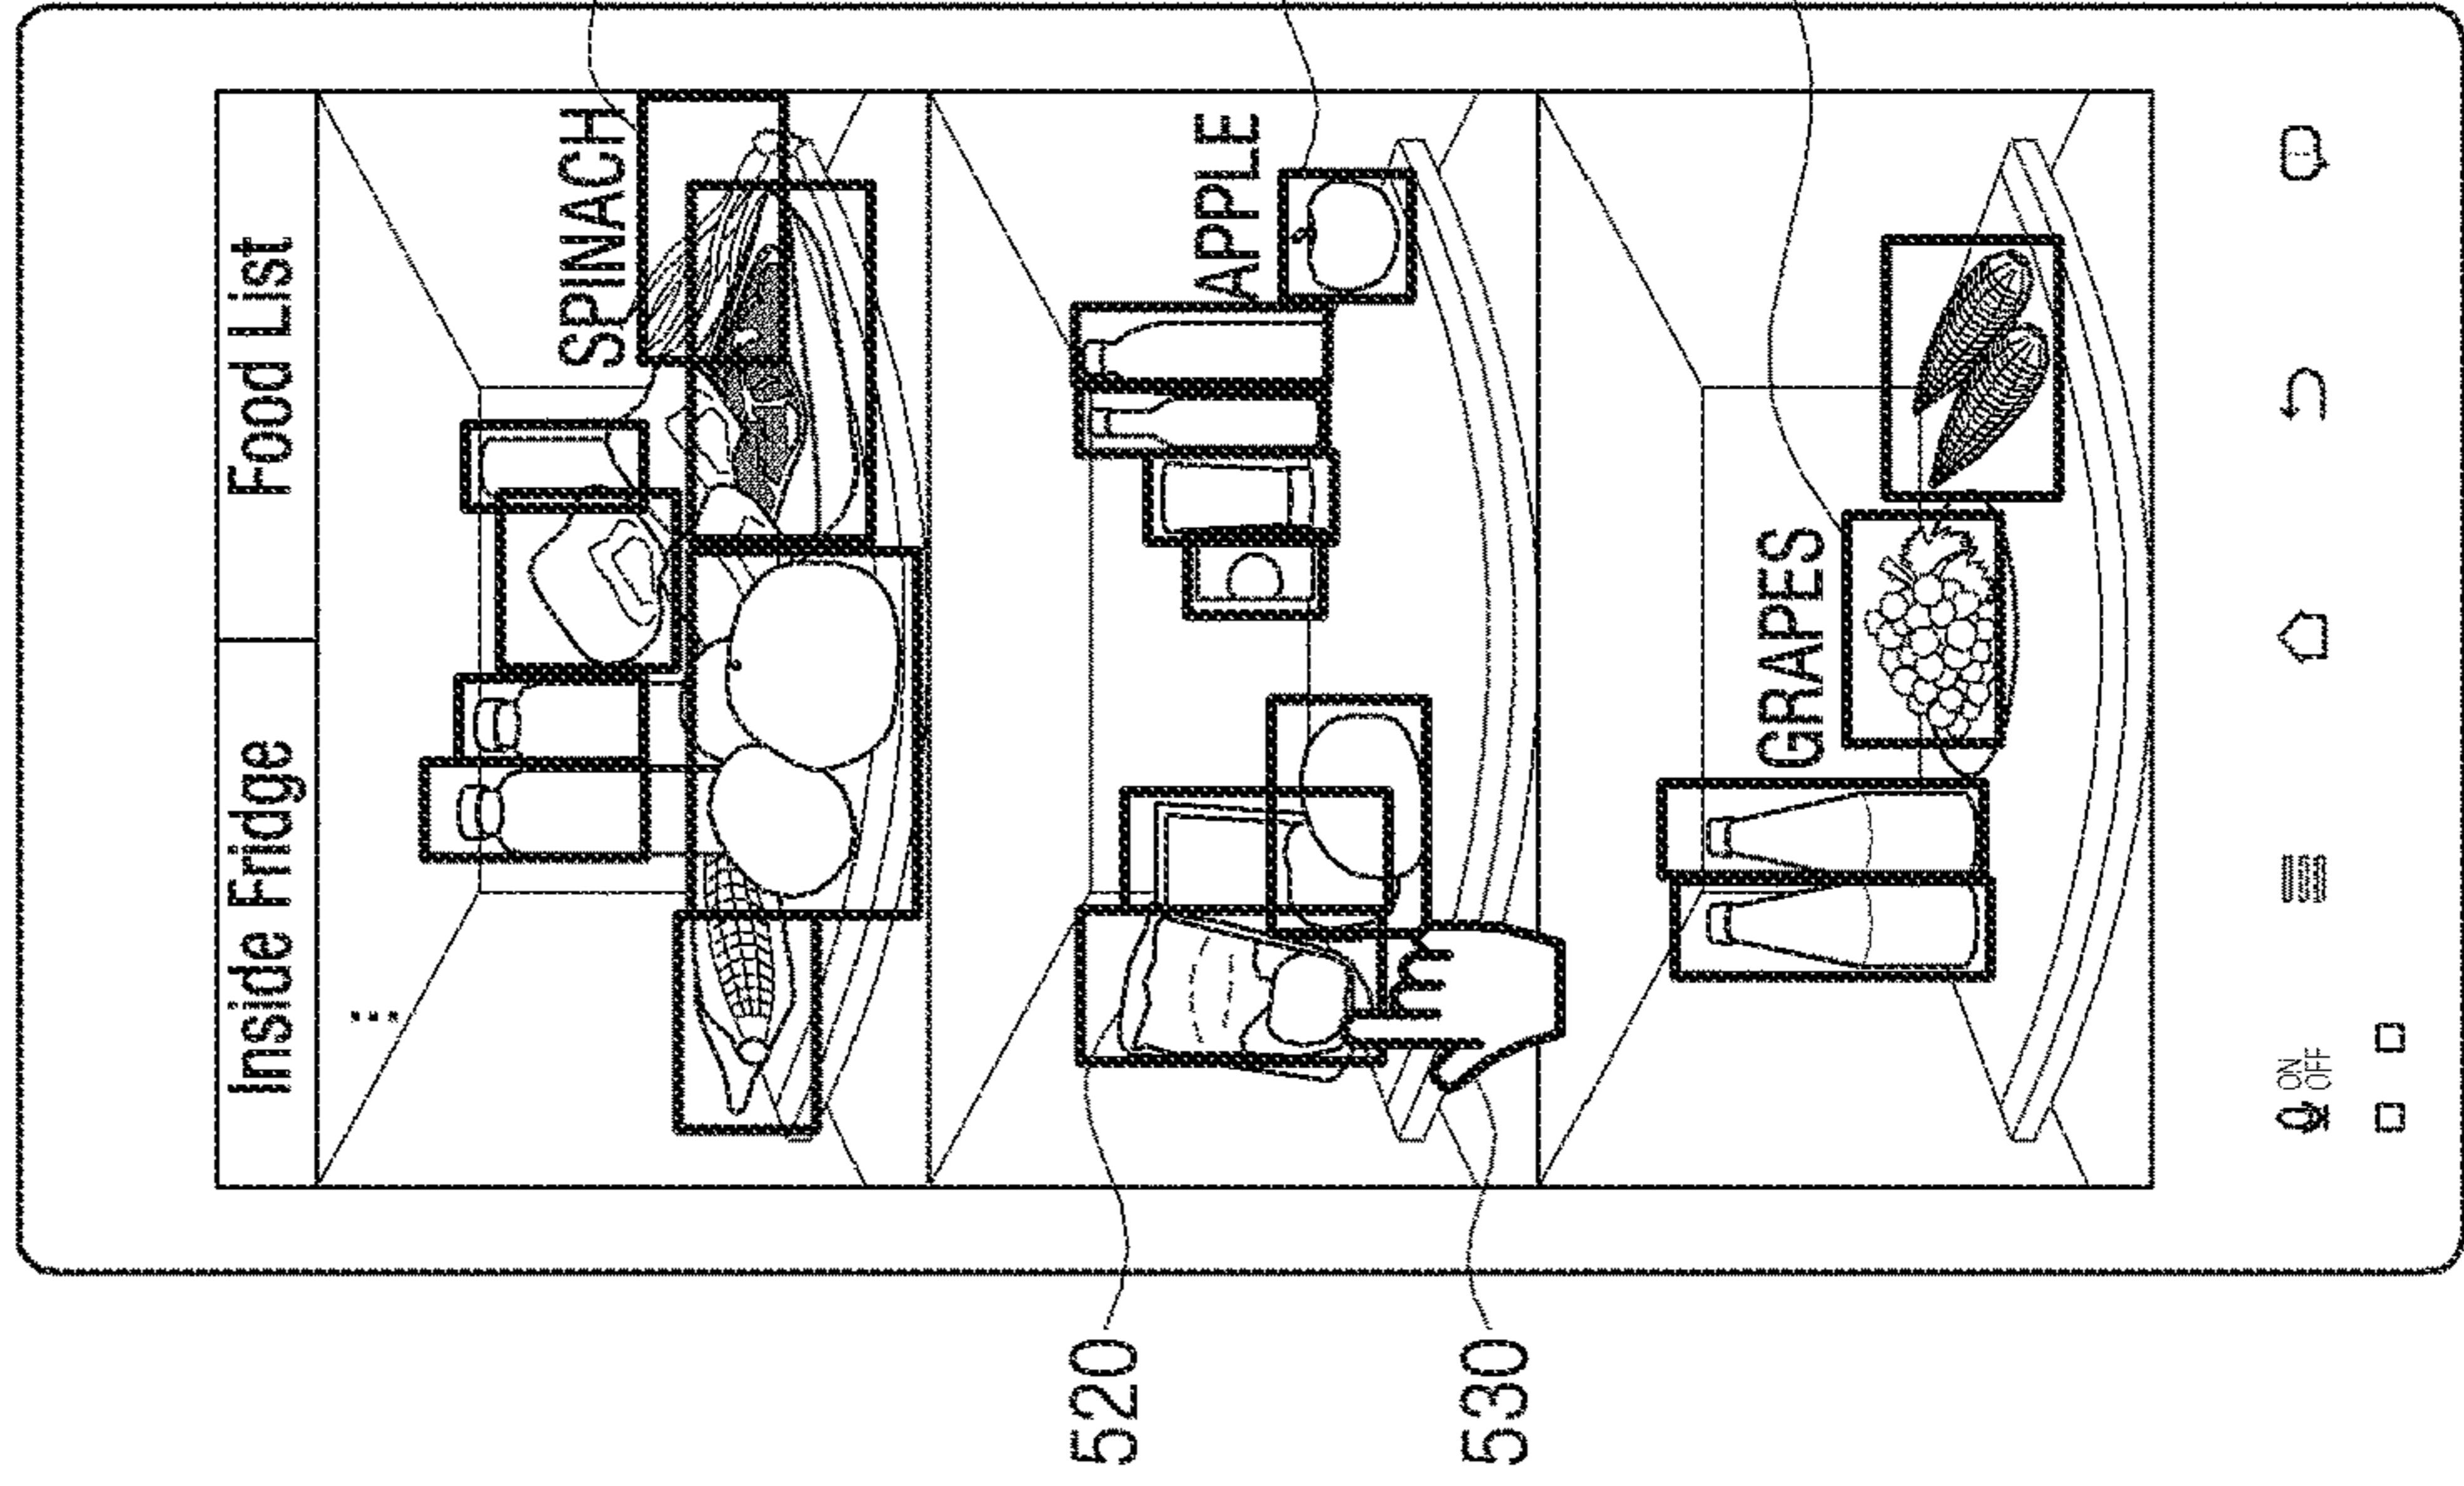 Inside Fridge
Food List
...
SPINACH
APPLE
GRAPES
520
530
ON
OFF